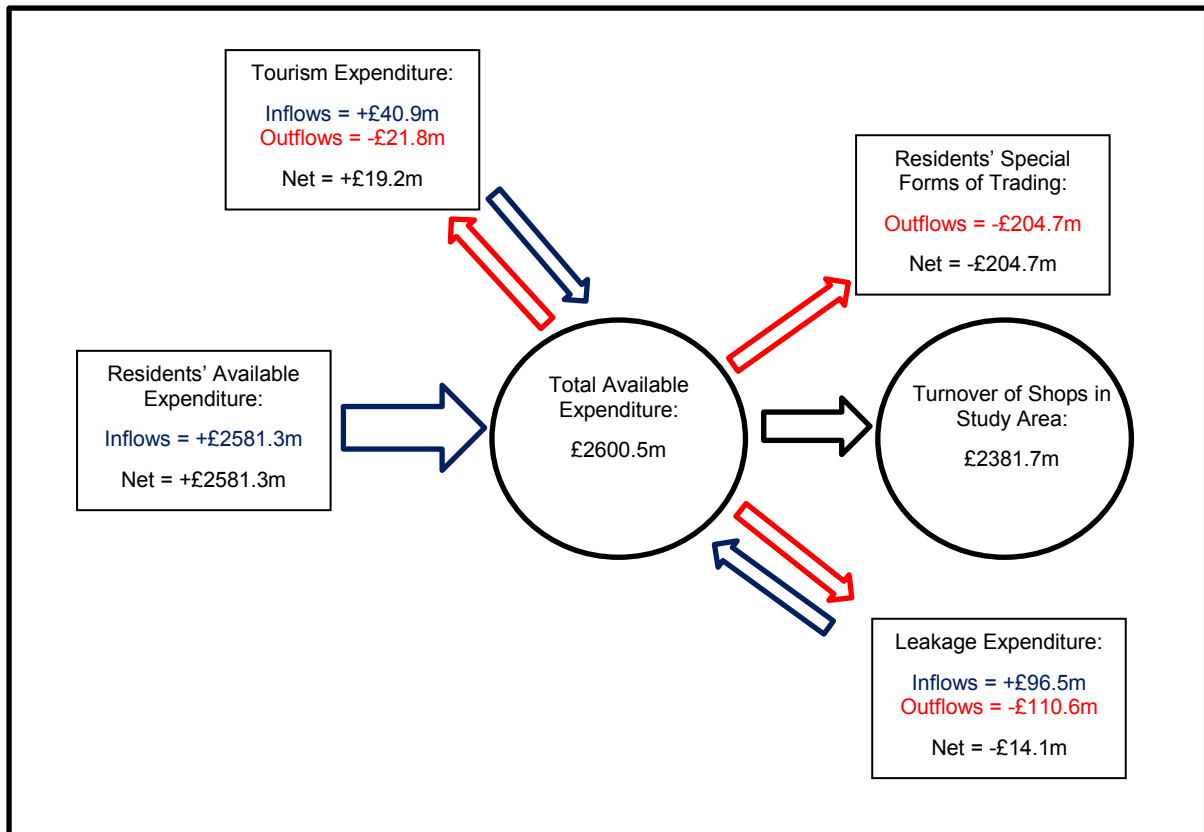 Tourism Expenditure:
Inflows = +£40.9m
Outflows = -£21.8m
Net = +£19.2m
Residents’ Special
Forms of Trading:
Outflows = -£204.7m
Net = -£204.7m
Residents’ Available
Expenditure:
Inflows = +£2581.3m
Net = +£2581.3m
Total Available
Expenditure:
£2600.5m
Turnover of Shops in
Study Area:
£2381.7m
Leakage Expenditure:
Inflows = +£96.5m
Outflows = -£110.6m
Net = -£14.1m